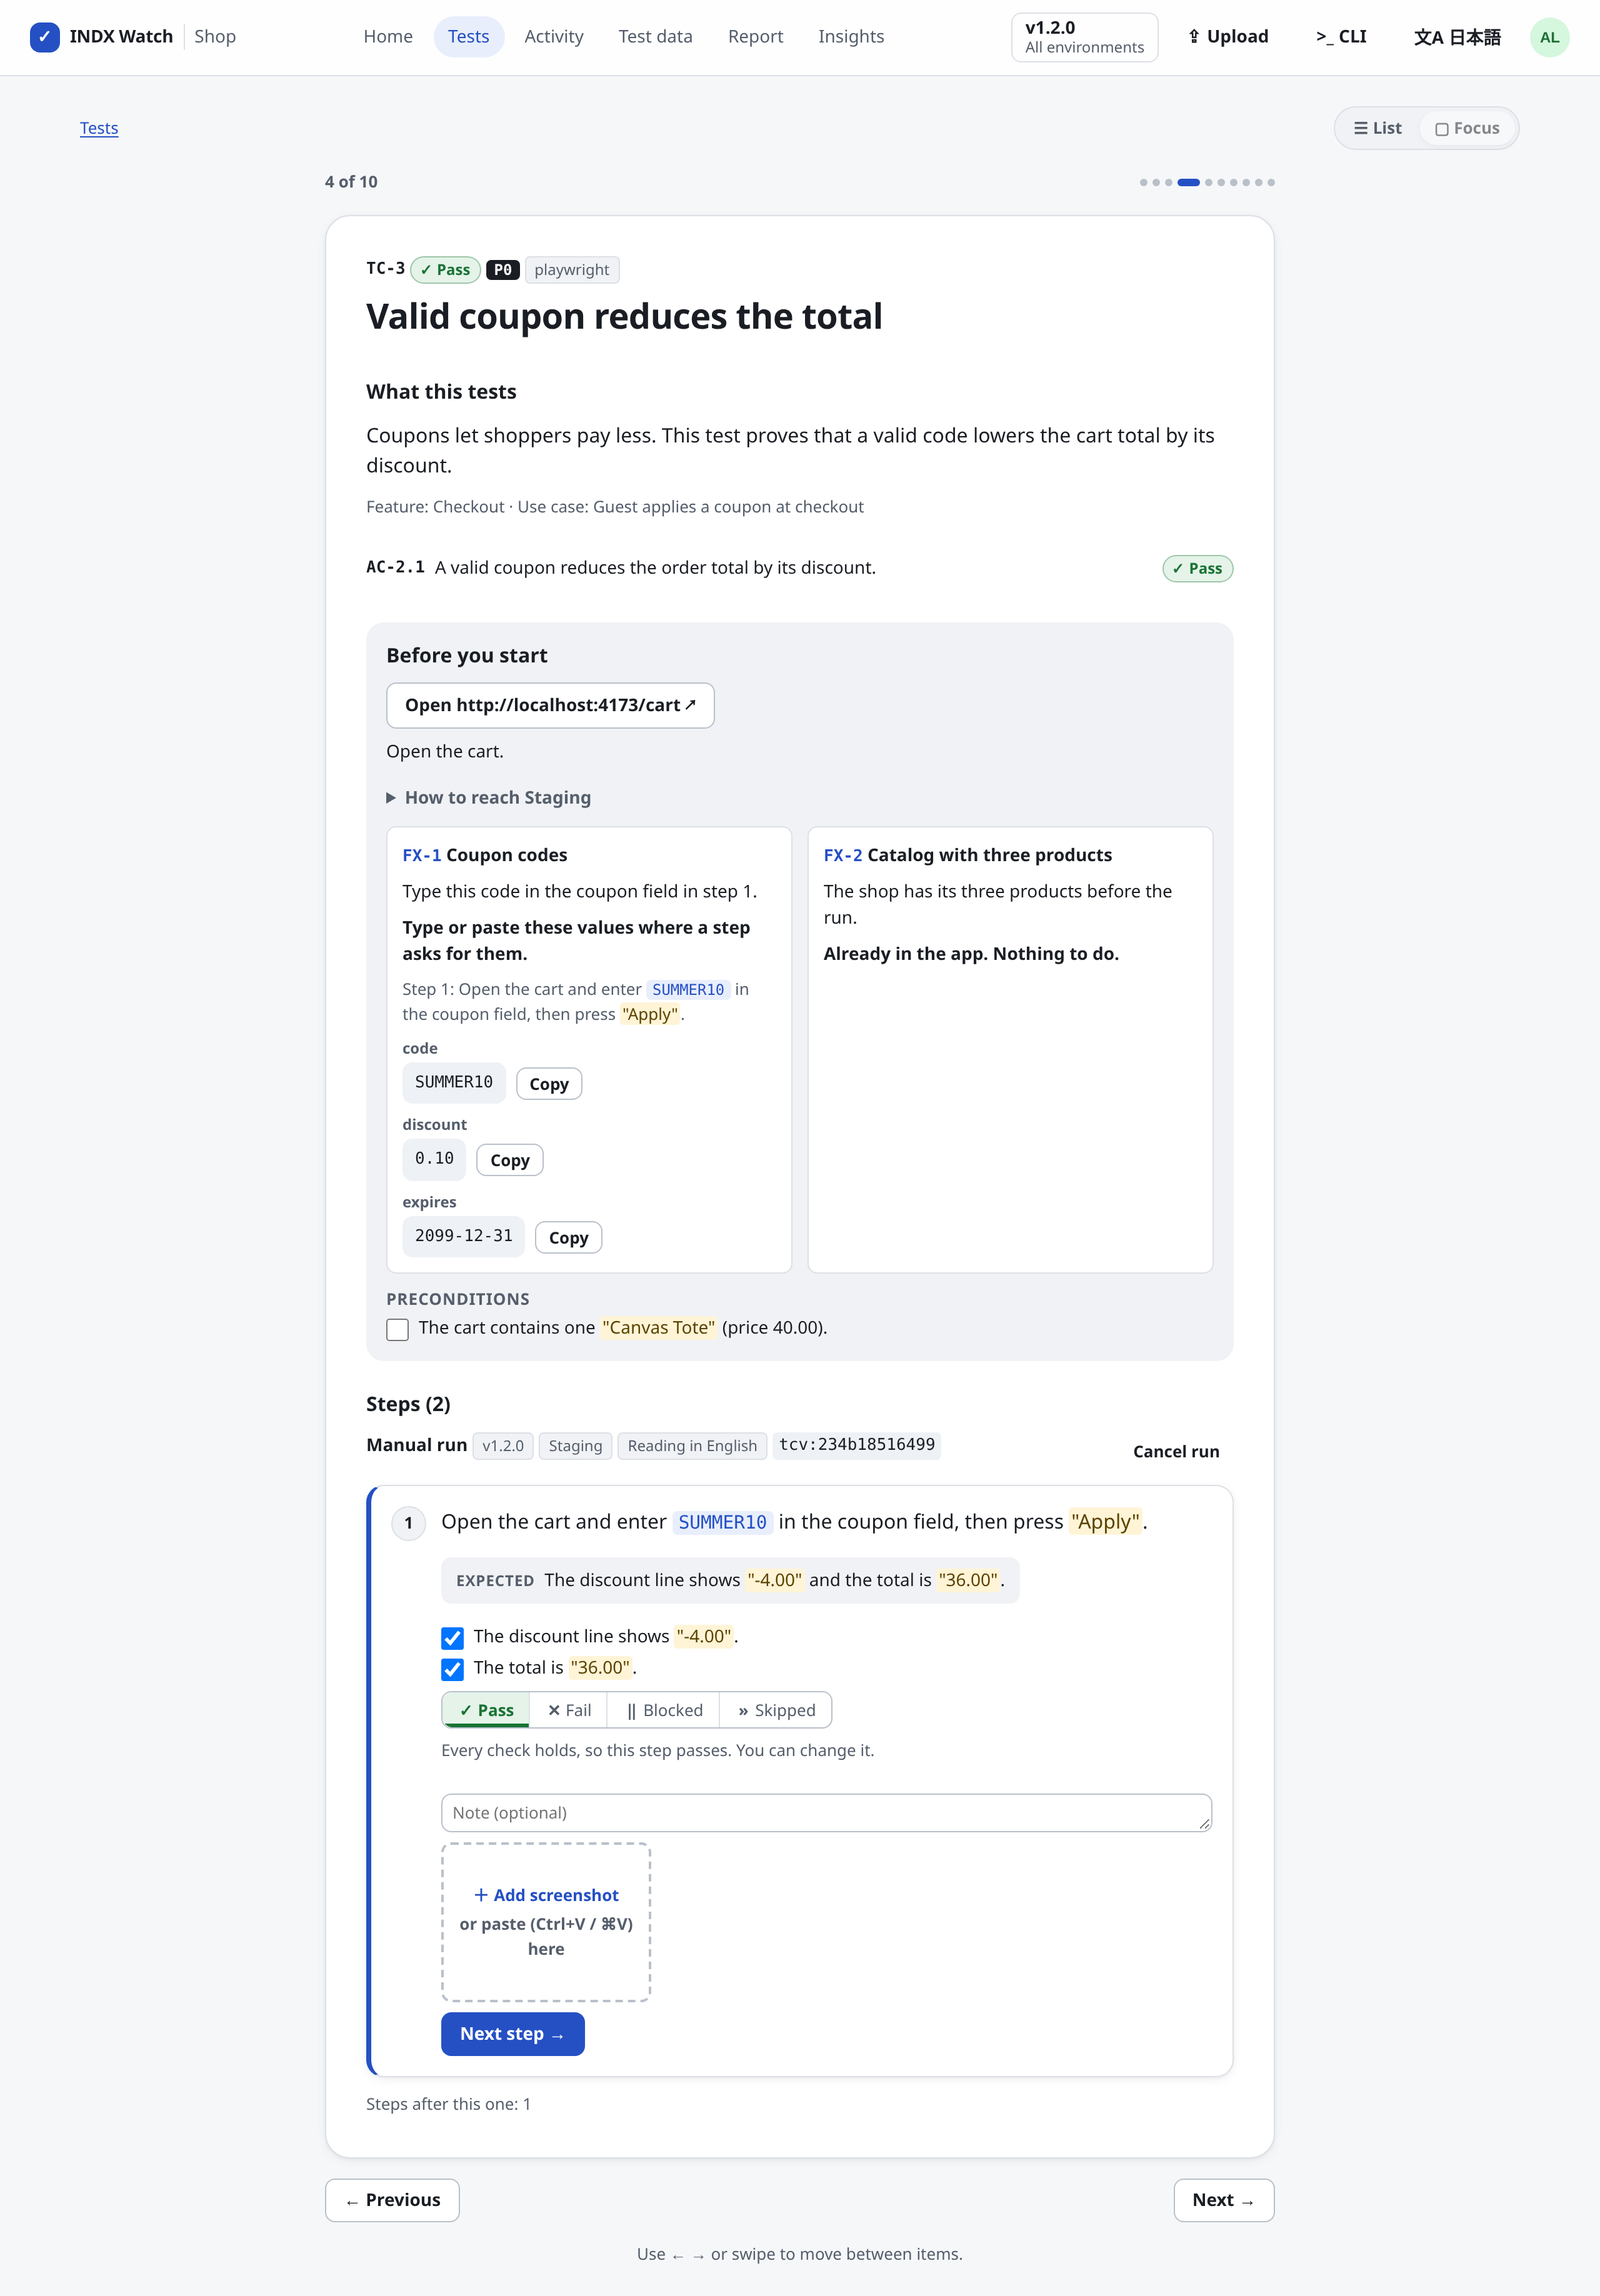 ✓ INDX Watch Shop
Home Tests Activity Test data Report Insights
v1.2.0
All environments
⇪ Upload >_ CLI 文A 日本語 AL
Tests
☰ List ▢ Focus
4 of 10
TC-3 ✓ Pass P0 playwright
Valid coupon reduces the total
What this tests
Coupons let shoppers pay less. This test proves that a valid code lowers the cart total by its
discount.
Feature: Checkout · Use case: Guest applies a coupon at checkout
AC-2.1 A valid coupon reduces the order total by its discount. ✓ Pass
Before you start
Open http://localhost:4173/cart ↗
Open the cart.
▶ How to reach Staging
FX-1 Coupon codes
Type this code in the coupon field in step 1.
Type or paste these values where a step
asks for them.
Step 1: Open the cart and enter SUMMER10 in
the coupon field, then press "Apply".
code
SUMMER10 Copy
discount
0.10 Copy
expires
2099-12-31 Copy
FX-2 Catalog with three products
The shop has its three products before the
run.
Already in the app. Nothing to do.
PRECONDITIONS
The cart contains one "Canvas Tote" (price 40.00).
Steps (2)
Manual run v1.2.0 Staging Reading in English tcv:234b18516499 Cancel run
1 Open the cart and enter SUMMER10 in the coupon field, then press "Apply".
EXPECTED The discount line shows "-4.00" and the total is "36.00".
The discount line shows "-4.00".
The total is "36.00".
✓ Pass ✕ Fail || Blocked » Skipped
Every check holds, so this step passes. You can change it.
Note (optional)
+ Add screenshot
or paste (Ctrl+V / ⌘V)
here
Next step →
Steps after this one: 1
← Previous Next →
Use ← → or swipe to move between items.